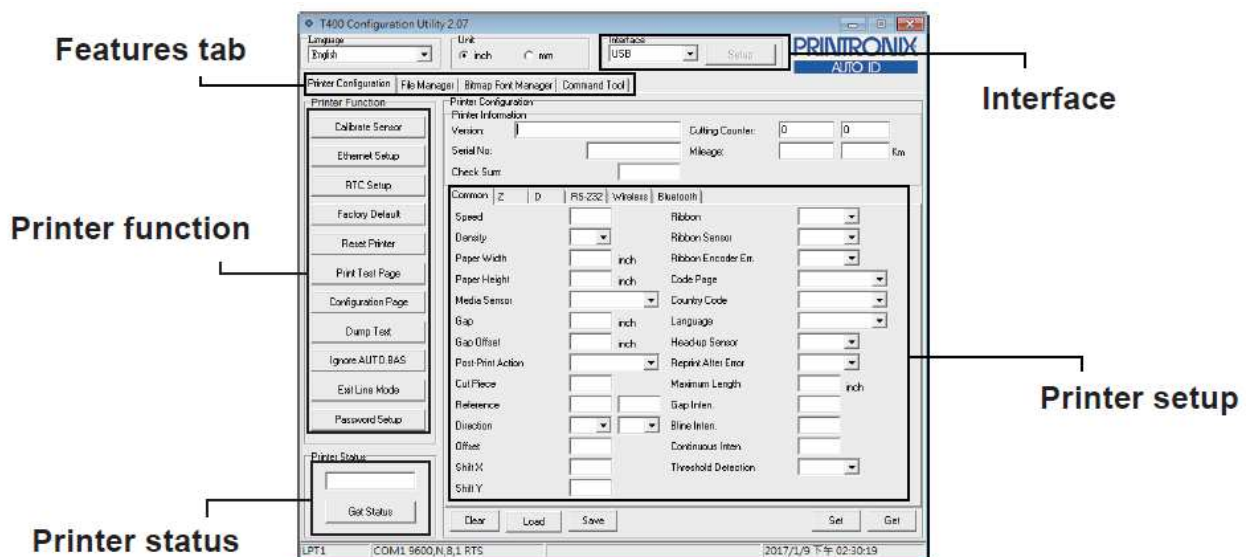 T400 Configuration Utility 2.07
Language
Unit
Interface
English
inch
mm
USB
Setup
PRINTRONIX
AUTO ID
Features tab
Interface
Printer Configuration
File Manager
Bitmap Font Manager
Command Tool
Printer Function
Calibrate Sensor
Ethernet Setup
RTC Setup
Factory Default
Reset Printer
Print Test Page
Configuration Page
Dump Text
Ignore AUTO.BAS
Exit Line Mode
Password Setup
Printer function
Printer Configuration
Printer Information
Version:
Cutting Counter:
0
0
Serial No:
Mileage:
Km
Check Sum:
Common
Z
D
RS-232
Wireless
Bluetooth
Speed
Ribbon
Density
Ribbon Sensor
Paper Width
inch
Ribbon Encoder Err.
Paper Height
inch
Code Page
Media Sensor
Country Code
Gap
inch
Language
Gap Offset
inch
Head-up Sensor
Post-Print Action
Reprint After Error
Cut Piece
Maximum Length
inch
Reference
Gap Inten.
Direction
Bline Inten.
Offset
Continuous Inten.
Shift X
Threshold Detection
Shift Y
Printer setup
Printer Status
Get Status
Printer status
Clear
Load
Save
Set
Get
LPT1
COM1 9600,N,8,1 RTS
2017/1/9 下午 02:30:19